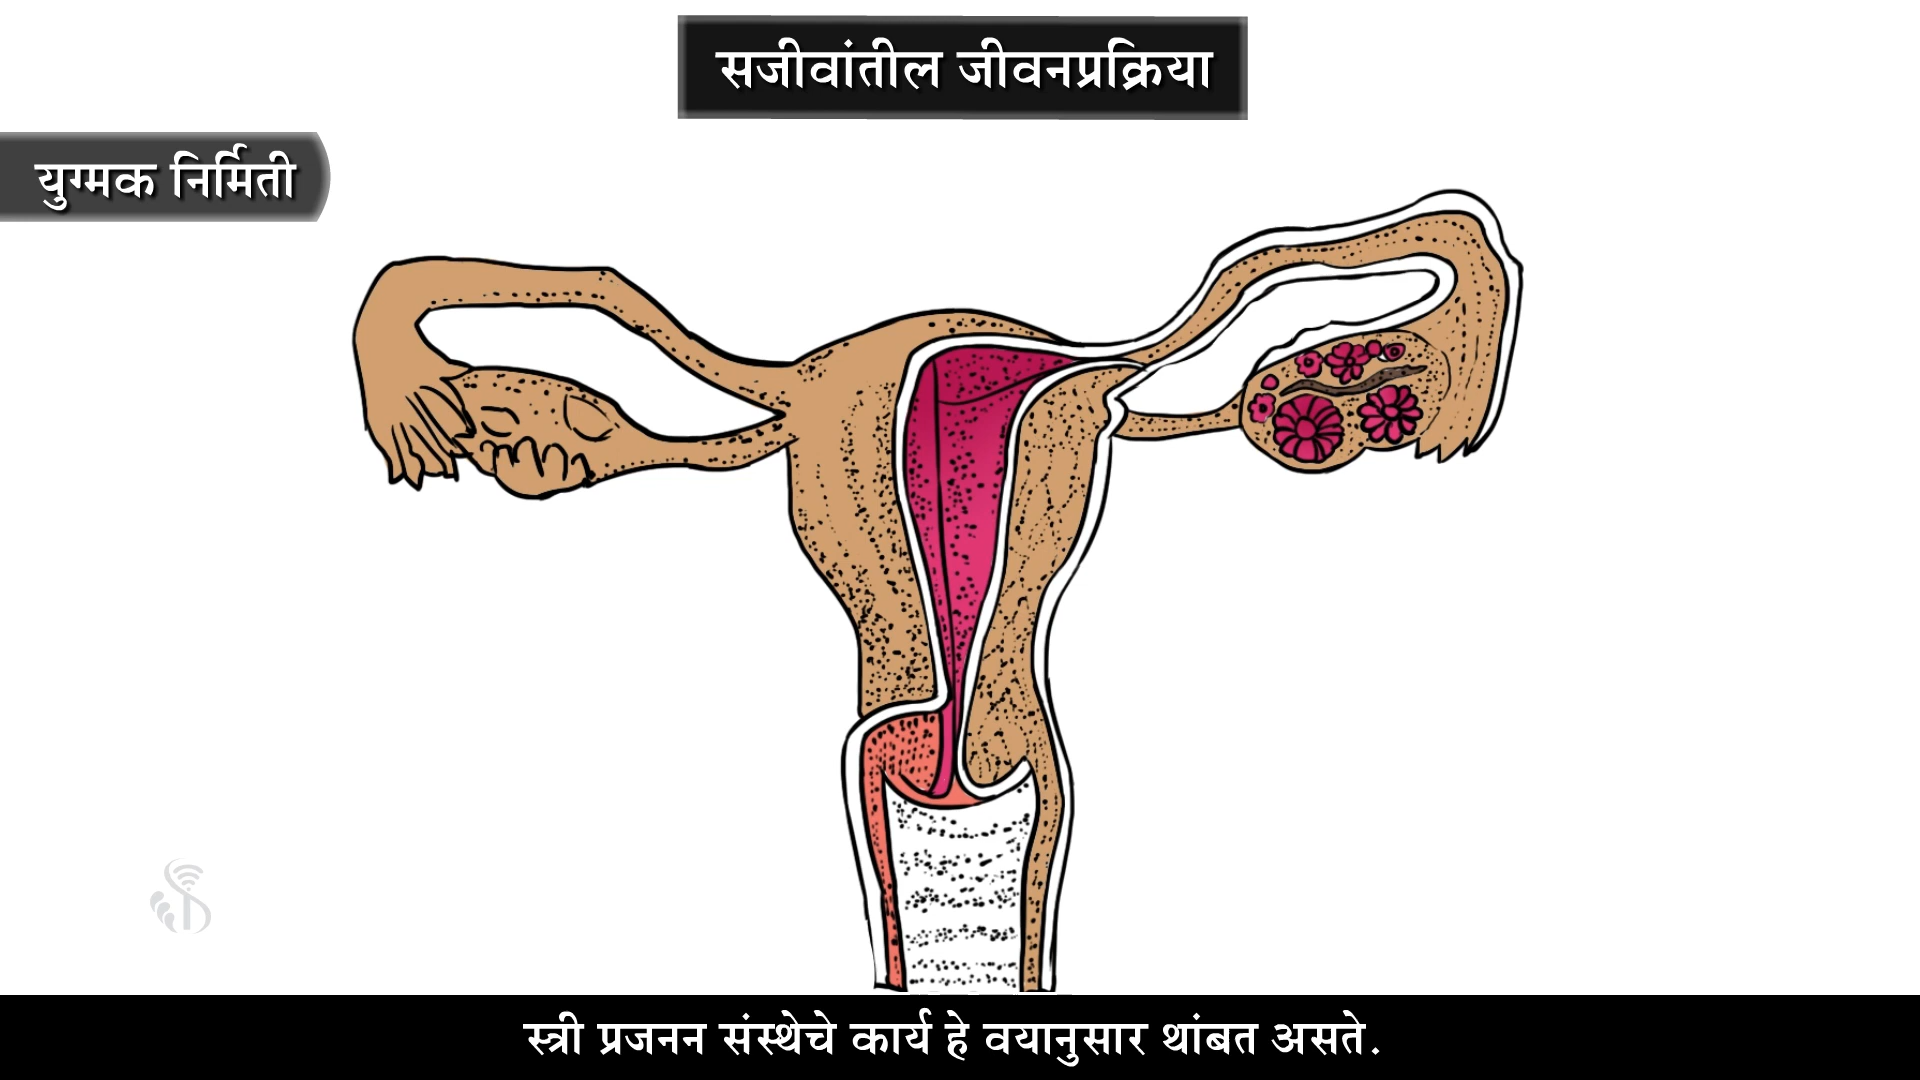 सजीवांतील जीवनप्रक्रिया
युग्मक निर्मिती
स्त्री प्रजनन संस्थेचे कार्य हे वयानुसार थांबत असते.